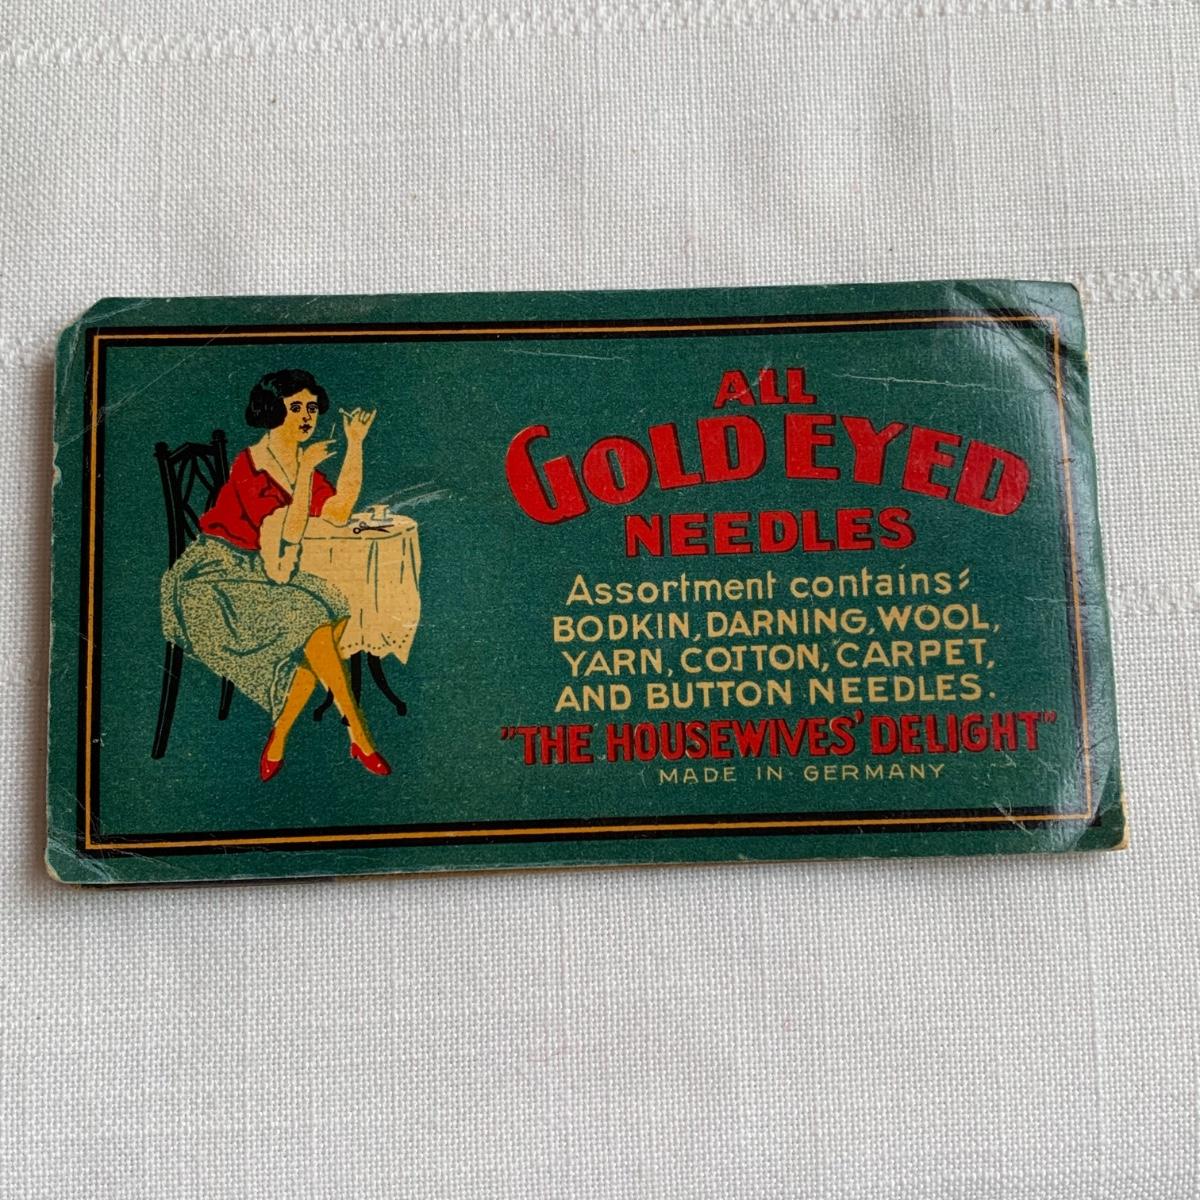 ALL
GOLD EYED
NEEDLES
Assortment contains:
BODKIN, DARNING, WOOL,
YARN, COTTON, CARPET,
AND BUTTON NEEDLES.
"THE HOUSEWIVES' DELIGHT"
MADE IN GERMANY